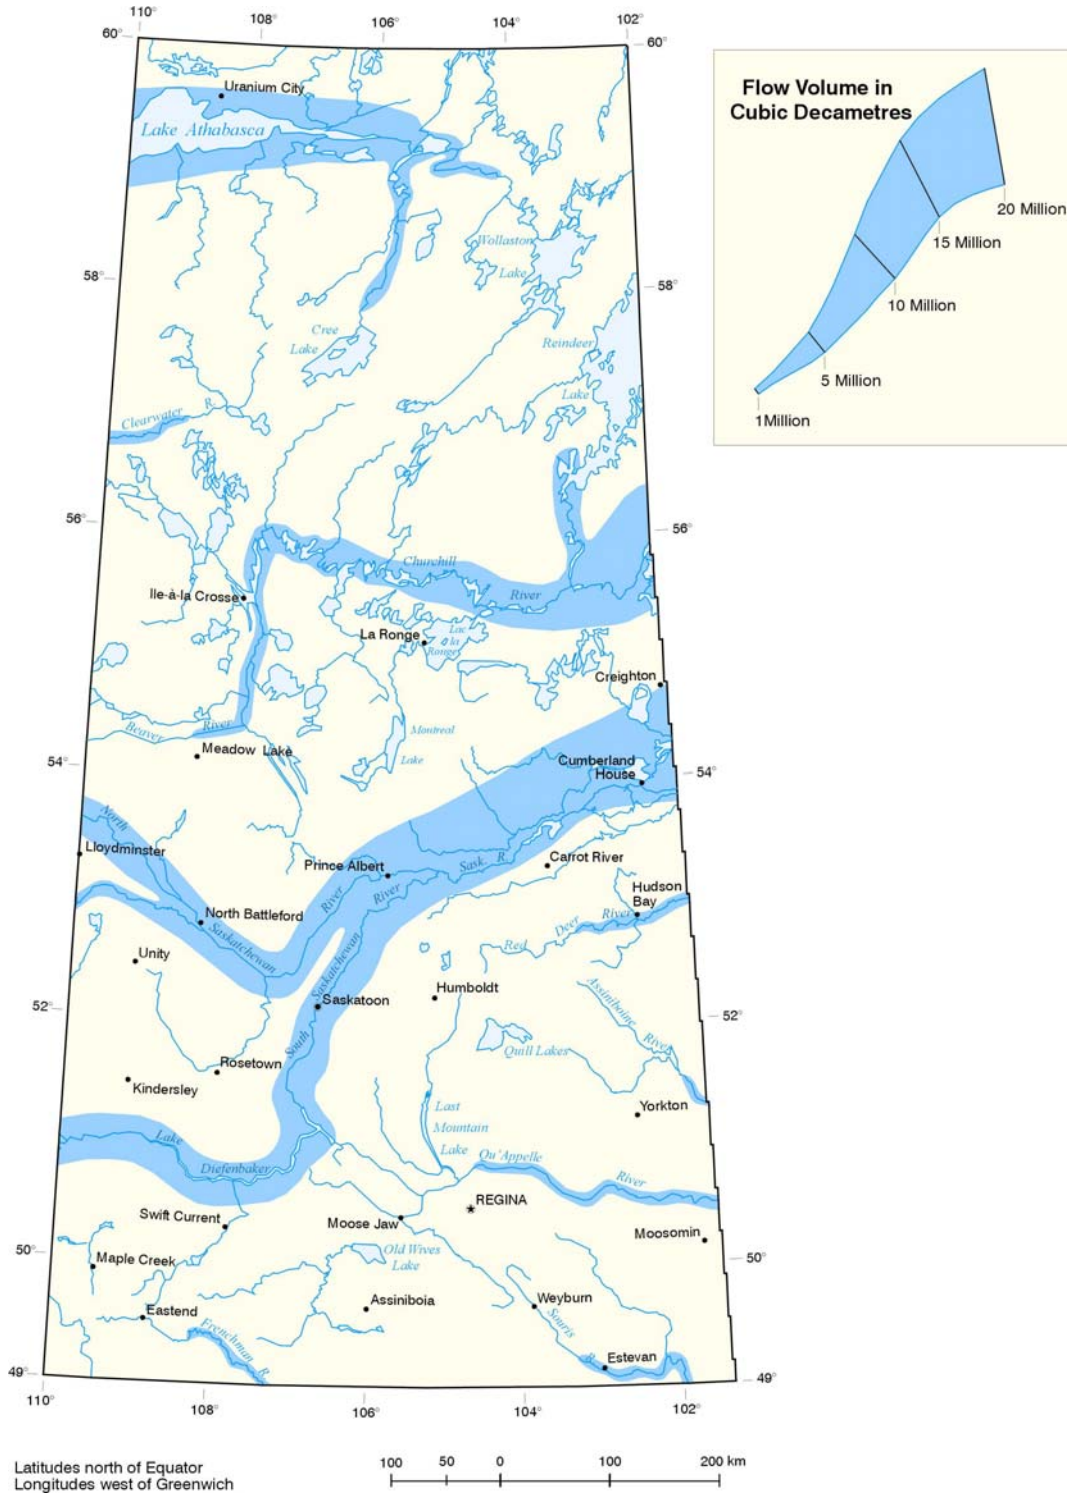 110°
108°
106°
104°
102°
60°
60°
Uranium City
Lake Athabasca
Flow Volume in
Cubic Decametres
20 Million
15 Million
10 Million
5 Million
1Million
Wollaston
Lake
58°
58°
Cree
Lake
Reindeer
Lake
Clearwater R.
56°
56°
Churchill
River
Ile-à-la Crosse
La Ronge
Lac
la
Ronge
Creighton
Beaver River
Meadow Lake
Montreal
Lake
54°
54°
Cumberland
House
North
Lloydminster
Prince Albert
Sask. R.
Carrot River
River
River
Hudson
Bay
North Battleford
Saskatchewan
Red Deer River
Unity
Saskatchewan
Humboldt
Assiniboine River
52°
52°
Saskatoon
South
Quill Lakes
Rosetown
Kindersley
Last
Mountain
Lake
Yorkton
Lake
Diefenbaker
Qu'Appelle
River
REGINA
Swift Current
Moose Jaw
Moosomin
50°
50°
Maple Creek
Old Wives
Lake
Assiniboia
Weyburn
Eastend
Frenchman R.
Souris R.
Estevan
49°
49°
110°
108°
106°
104°
102°
Latitudes north of Equator
Longitudes west of Greenwich
100 50 0 100 200 km